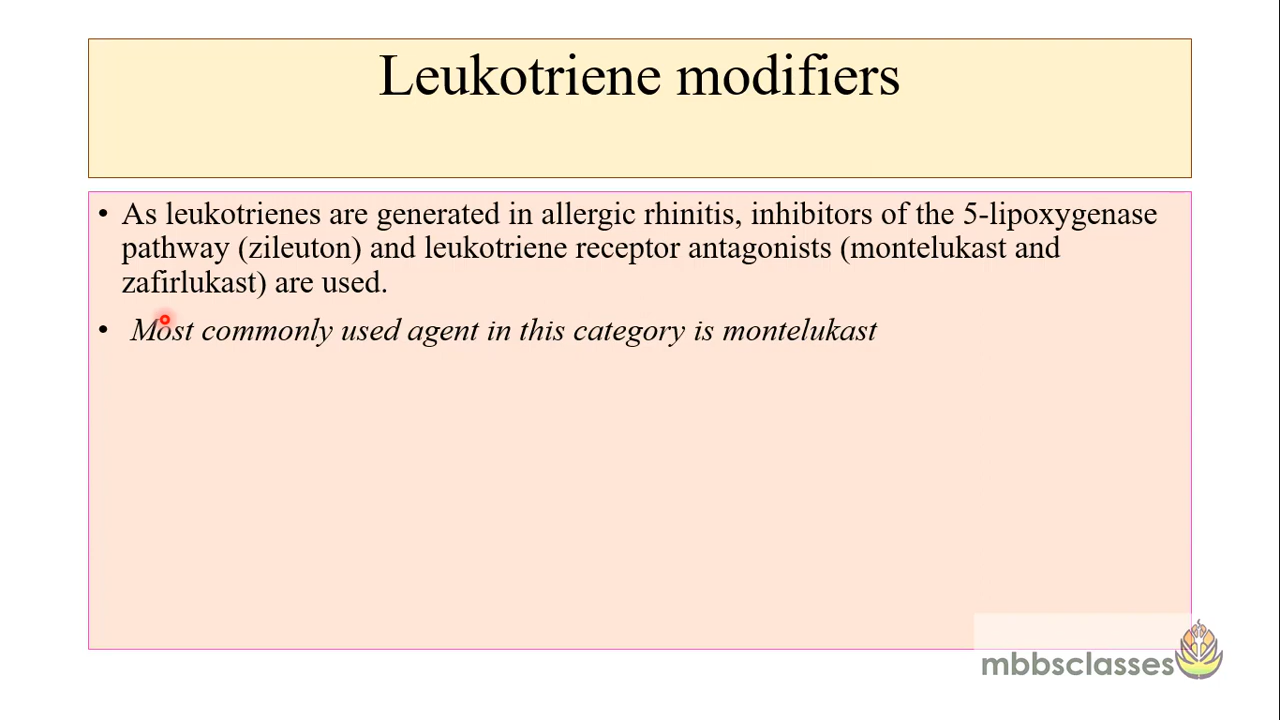 Leukotriene modifiers
• As leukotrienes are generated in allergic rhinitis, inhibitors of the 5-lipoxygenase
pathway (zileuton) and leukotriene receptor antagonists (montelukast and
zafirlukast) are used.
• Most commonly used agent in this category is montelukast
mbbsclasses